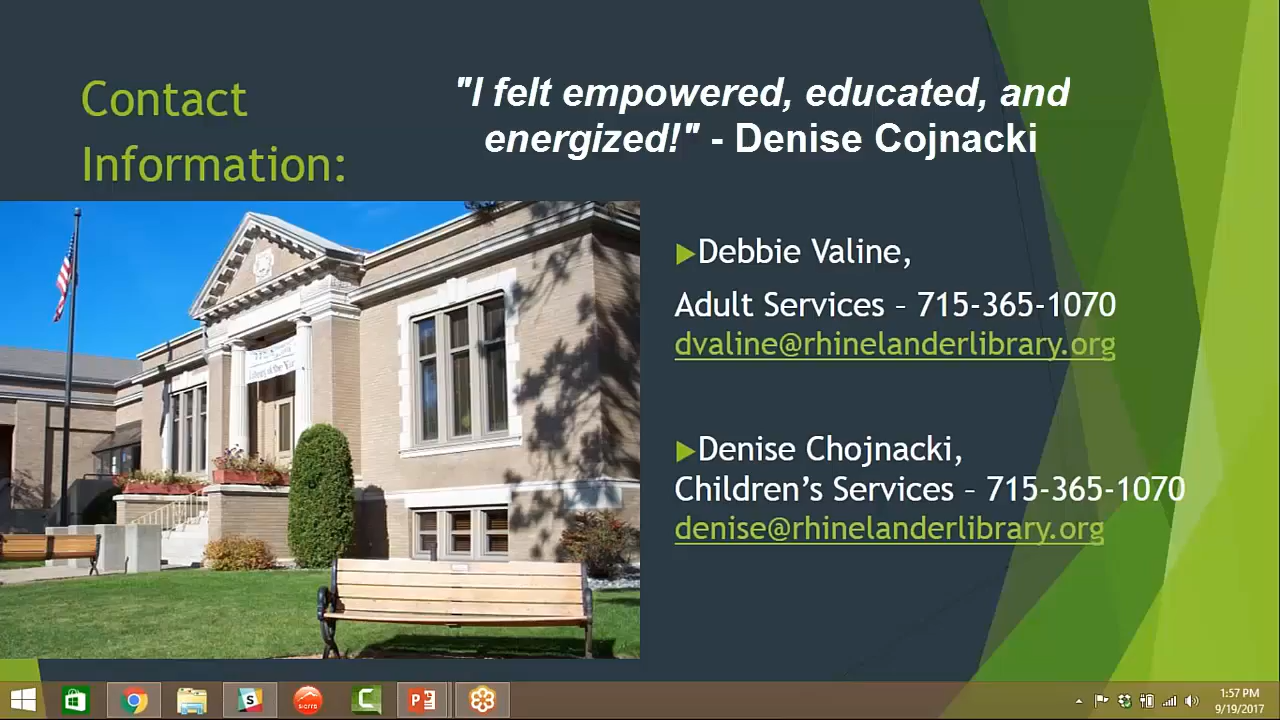 Contact
Information:
"I felt empowered, educated, and
energized!" - Denise Cojnacki
Debbie Valine,
Adult Services – 715-365-1070
dvaline@rhinelanderlibrary.org
Denise Chojnacki,
Children’s Services – 715-365-1070
denise@rhinelanderlibrary.org
1:57 PM
9/19/2017